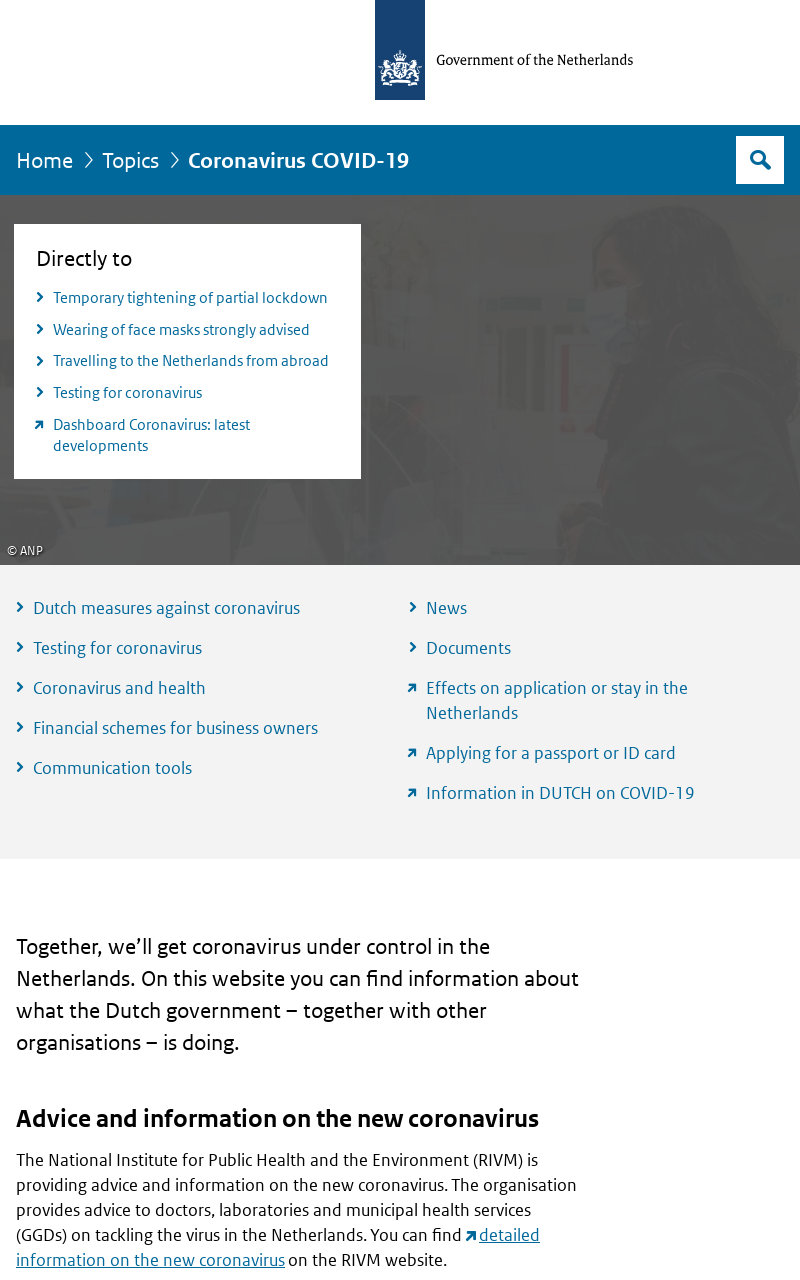 Government of the Netherlands
Home
Topics
Coronavirus COVID-19
Directly to
Temporary tightening of partial lockdown
Wearing of face masks strongly advised
Travelling to the Netherlands from abroad
Testing for coronavirus
Dashboard Coronavirus: latest
developments
© ANP
Dutch measures against coronavirus
Testing for coronavirus
Coronavirus and health
Financial schemes for business owners
Communication tools
News
Documents
Effects on application or stay in the
Netherlands
Applying for a passport or ID card
Information in DUTCH on COVID-19
Together, we’ll get coronavirus under control in the
Netherlands. On this website you can find information about
what the Dutch government – together with other
organisations – is doing.
Advice and information on the new coronavirus
The National Institute for Public Health and the Environment (RIVM) is
providing advice and information on the new coronavirus. The organisation
provides advice to doctors, laboratories and municipal health services
(GGDs) on tackling the virus in the Netherlands. You can find detailed
information on the new coronavirus on the RIVM website.